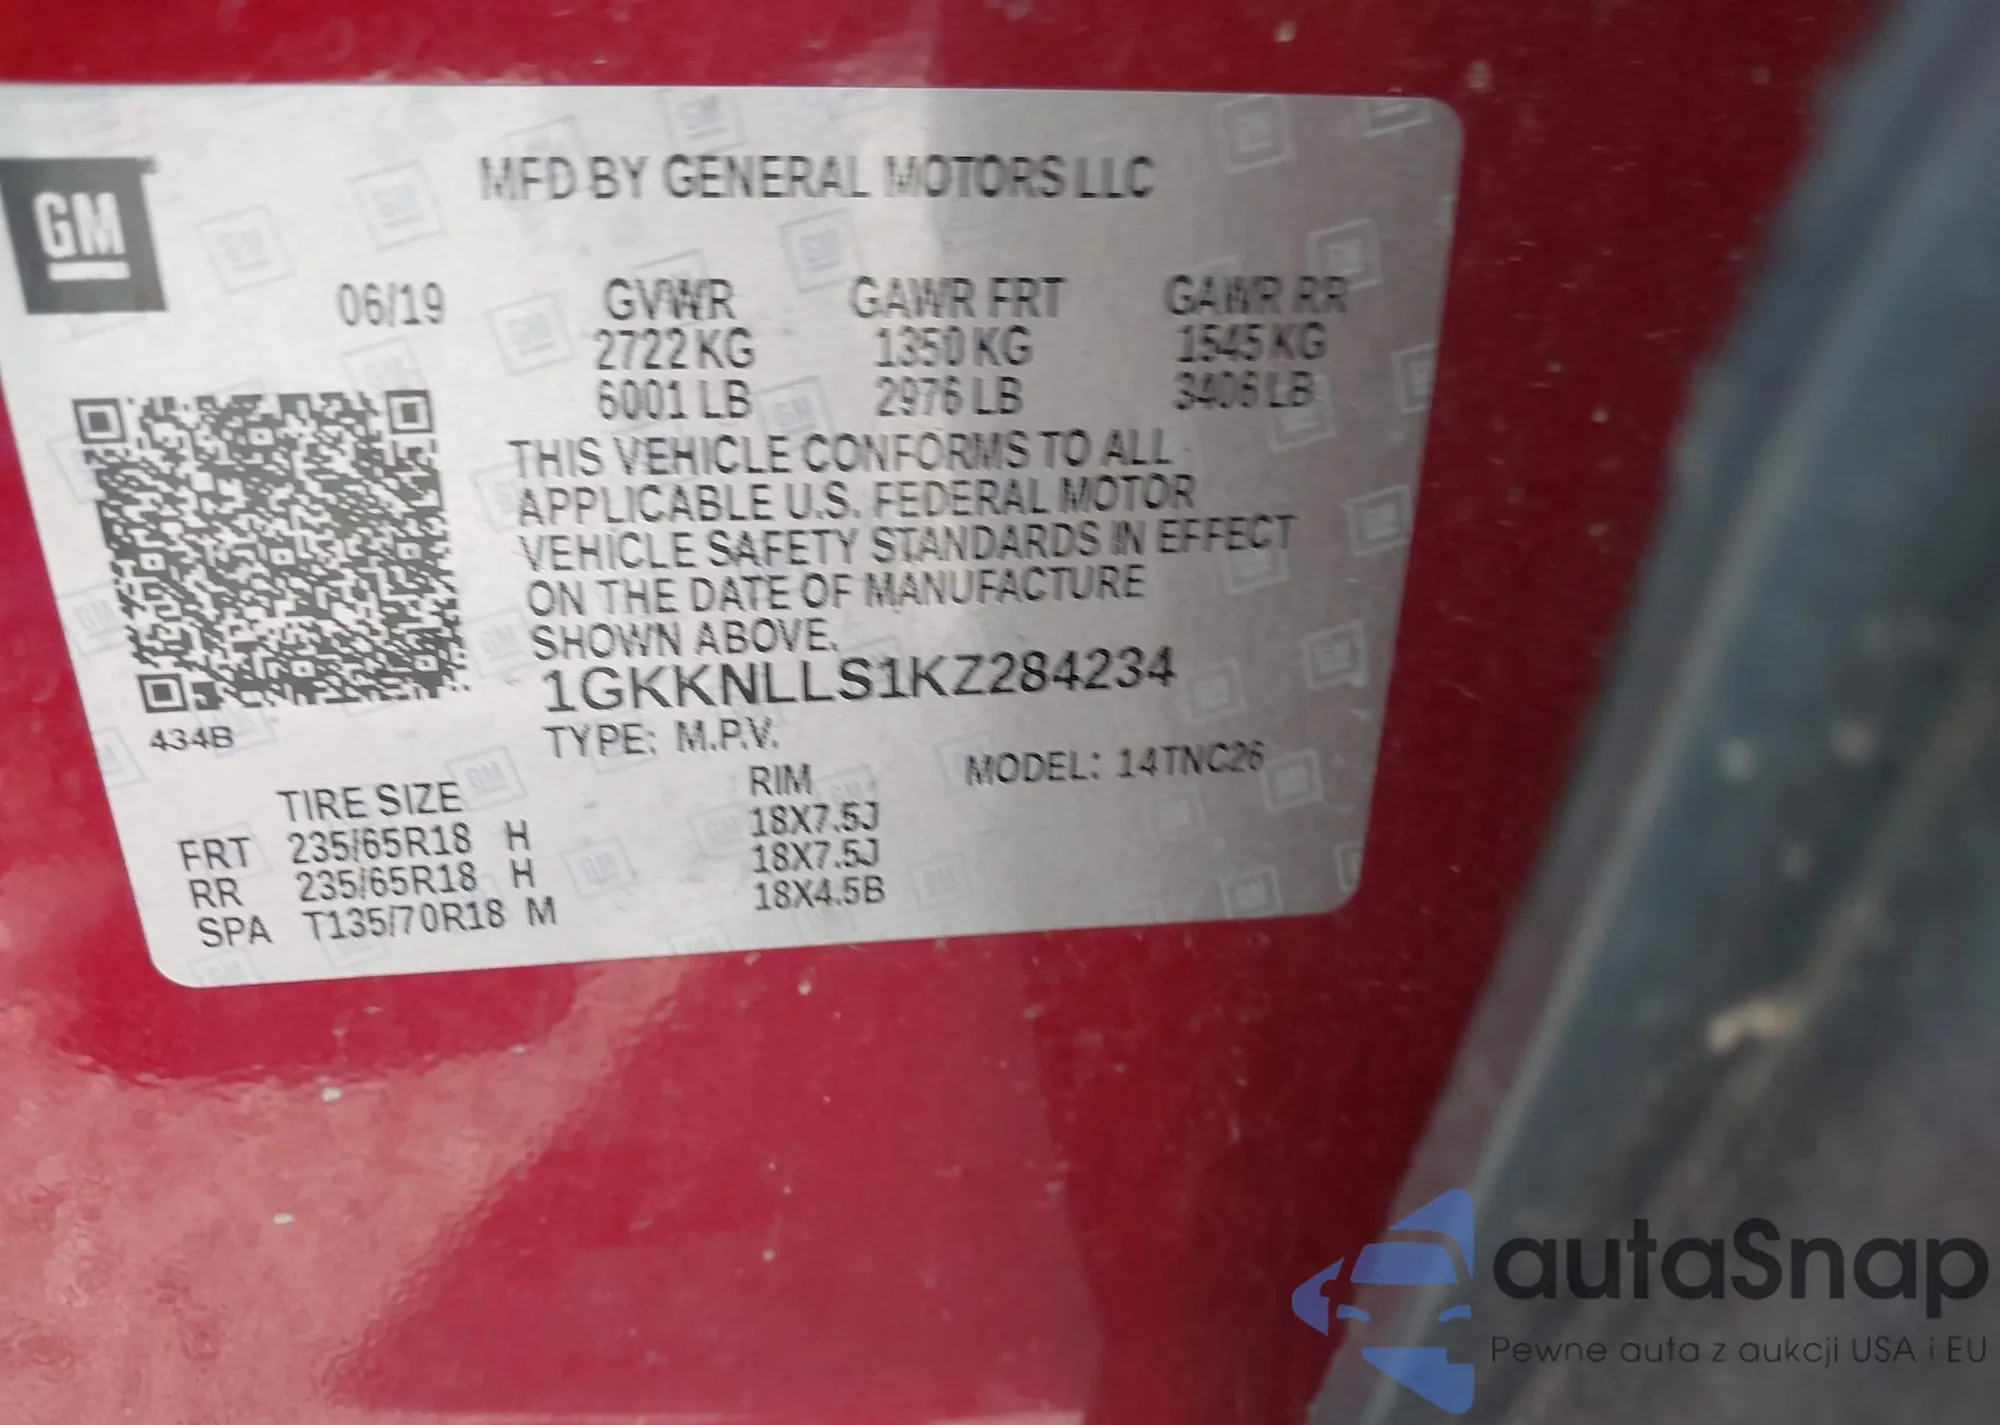 GM
MFD BY GENERAL MOTORS LLC
06/19 GVWR GAWR FRT GAWR RR
2722 KG 1350 KG 1545 KG
6001 LB 2976 LB 3406 LB
THIS VEHICLE CONFORMS TO ALL
APPLICABLE U.S. FEDERAL MOTOR
VEHICLE SAFETY STANDARDS IN EFFECT
ON THE DATE OF MANUFACTURE
SHOWN ABOVE.
1GKKNLLS1KZ284234
434B
TYPE: M.P.V. MODEL: 14TNC26
TIRE SIZE RIM
FRT 235/65R18 H 18X7.5J
RR 235/65R18 H 18X7.5J
SPA T135/70R18 M 18X4.5B
autaSnap
Pewne auta z aukcji USA i EU